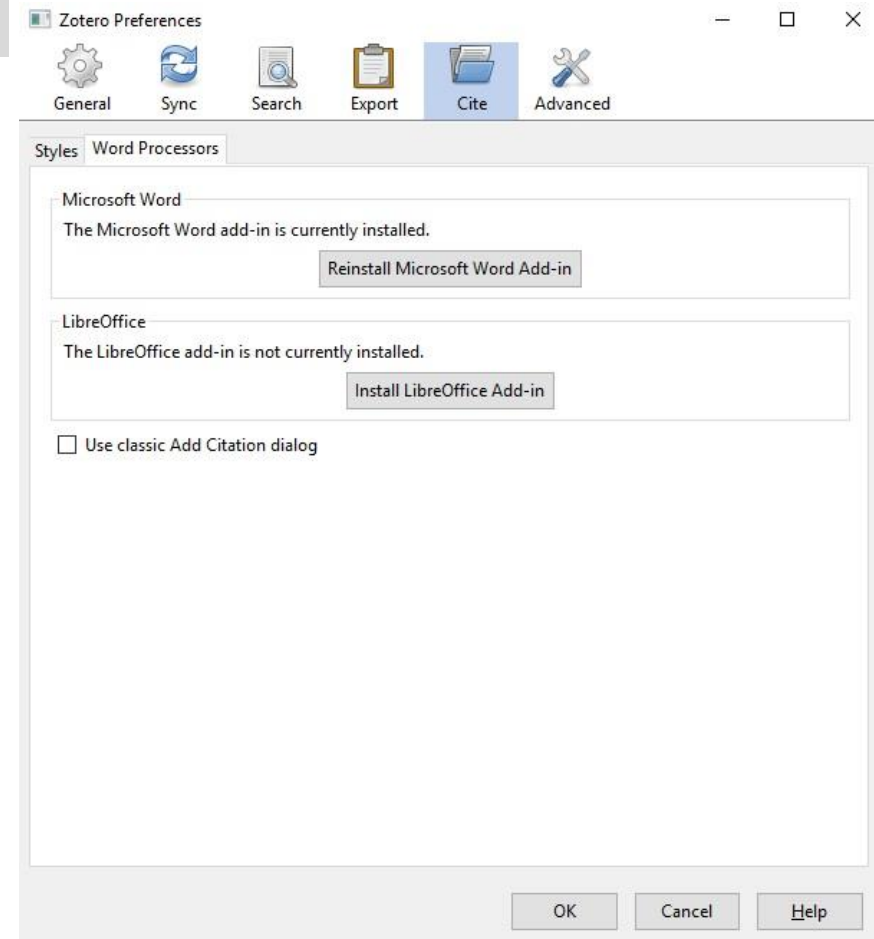 Zotero Preferences
General Sync Search Export Cite Advanced
Styles Word Processors
Microsoft Word
The Microsoft Word add-in is currently installed.
Reinstall Microsoft Word Add-in
LibreOffice
The LibreOffice add-in is not currently installed.
Install LibreOffice Add-in
Use classic Add Citation dialog
OK Cancel Help